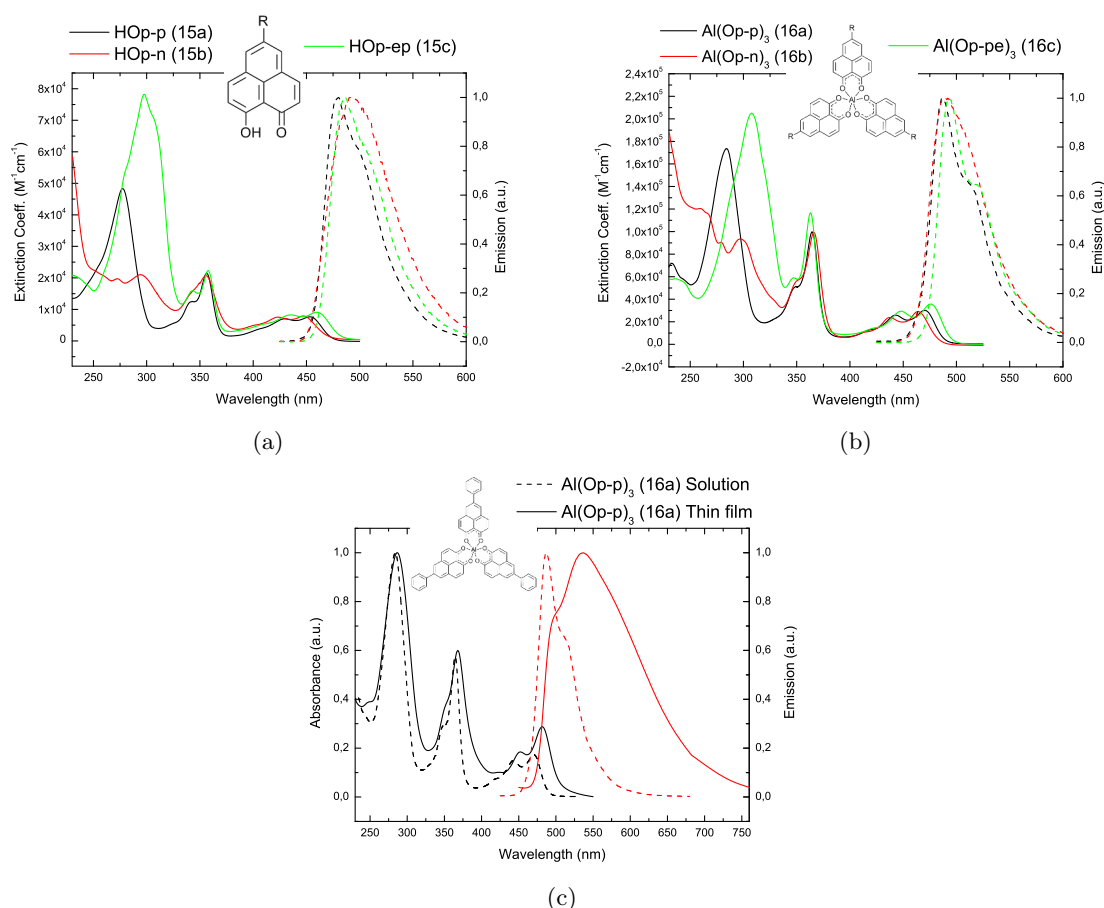 HOp-p (15a)
HOp-n (15b)
HOp-ep (15c)
R
OH
O
8x10⁴
7x10⁴
6x10⁴
5x10⁴
4x10⁴
3x10⁴
2x10⁴
1x10⁴
0
Extinction Coeff. (M⁻¹cm⁻¹)
1,0
0,8
0,6
0,4
0,2
0,0
Emission (a.u.)
250 300 350 400 450 500 550 600
Wavelength (nm)
(a)
Al(Op-p)₃ (16a)
Al(Op-n)₃ (16b)
Al(Op-pe)₃ (16c)
R
O O
O Al O
O O
R R
2,4x10⁵
2,2x10⁵
2,0x10⁵
1,8x10⁵
1,6x10⁵
1,4x10⁵
1,2x10⁵
1,0x10⁵
8,0x10⁴
6,0x10⁴
4,0x10⁴
2,0x10⁴
0,0
-2,0x10⁴
Extinction Coeff. (M⁻¹cm⁻¹)
1,0
0,8
0,6
0,4
0,2
0,0
Emission (a.u.)
250 300 350 400 450 500 550 600
Wavelength (nm)
(b)
Al(Op-p)₃ (16a) Solution
Al(Op-p)₃ (16a) Thin film
O O
O Al O
O O
1,0
0,8
0,6
0,4
0,2
0,0
Absorbance (a.u.)
1,0
0,8
0,6
0,4
0,2
0,0
Emission (a.u.)
250 300 350 400 450 500 550 600 650 700 750
Wavelength (nm)
(c)